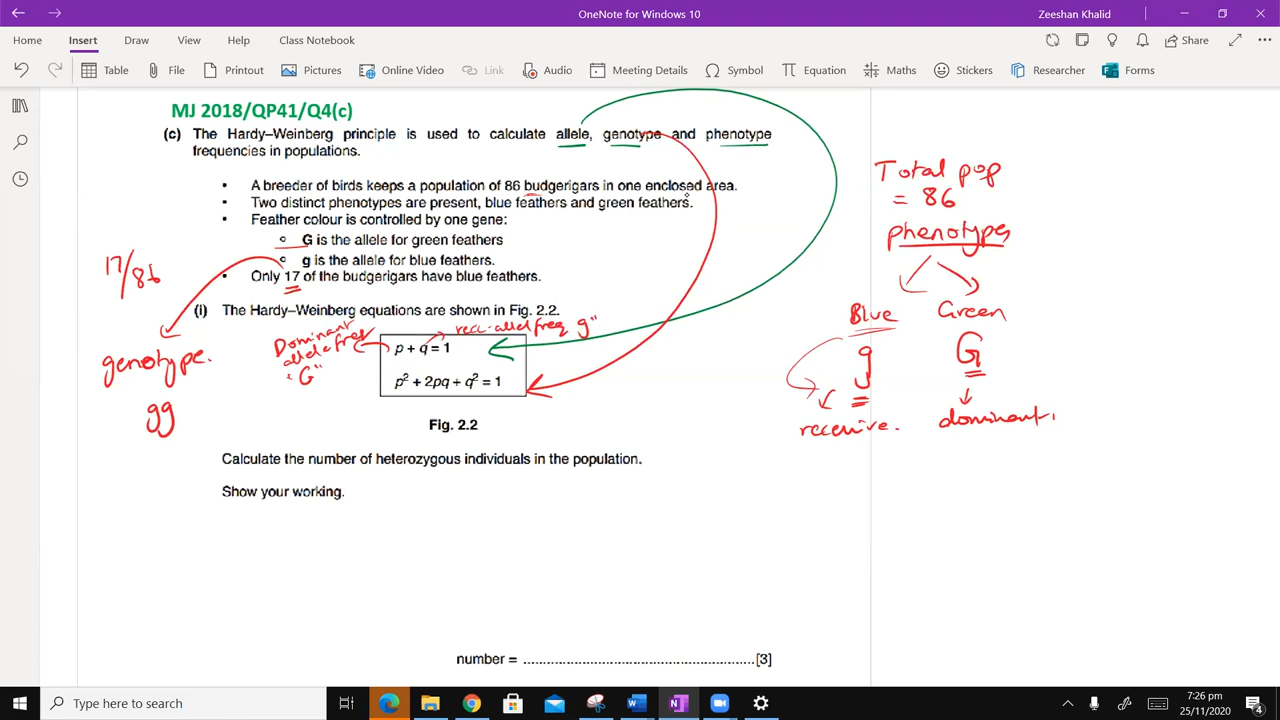 OneNote for Windows 10
Zeeshan Khalid
Home Insert Draw View Help Class Notebook
Share
Table File Printout Pictures Online Video Link Audio Meeting Details Symbol Equation Maths Stickers Researcher Forms
MJ 2018/QP41/Q4(c)
(c) The Hardy–Weinberg principle is used to calculate allele, genotype and phenotype
frequencies in populations.
• A breeder of birds keeps a population of 86 budgerigars in one enclosed area.
• Two distinct phenotypes are present, blue feathers and green feathers.
• Feather colour is controlled by one gene:
G is the allele for green feathers
g is the allele for blue feathers.
• Only 17 of the budgerigars have blue feathers.
17/86
genotype.
gg
(i) The Hardy–Weinberg equations are shown in Fig. 2.2.
Dominant
allele freq
"G"
rece-allel freq g"
p + q = 1
p² + 2pq + q² = 1
Fig. 2.2
Calculate the number of heterozygous individuals in the population.
Show your working.
number = ........................................................ [3]
Total pop
= 86
phenotypes
Blue Green
g G
recessive. dominant.
Type here to search
7:26 pm
25/11/2020
4